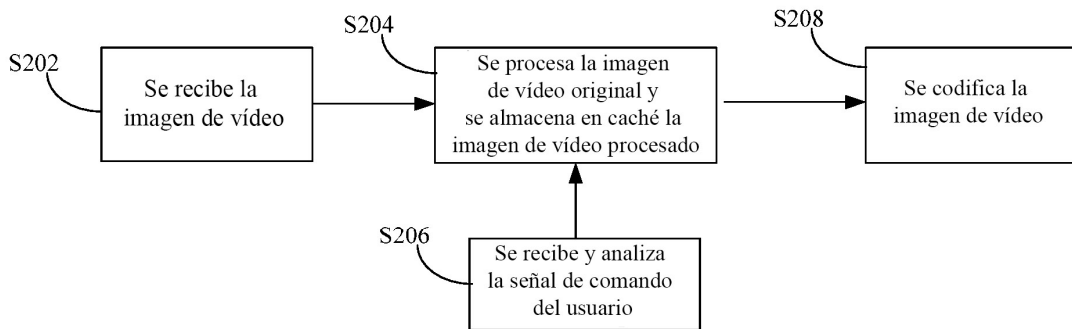 S202
Se recibe la
imagen de vídeo
S204
Se procesa la imagen
de vídeo original y
se almacena en caché la
imagen de vídeo procesado
S208
Se codifica la
imagen de vídeo
S206
Se recibe y analiza
la señal de comando
del usuario